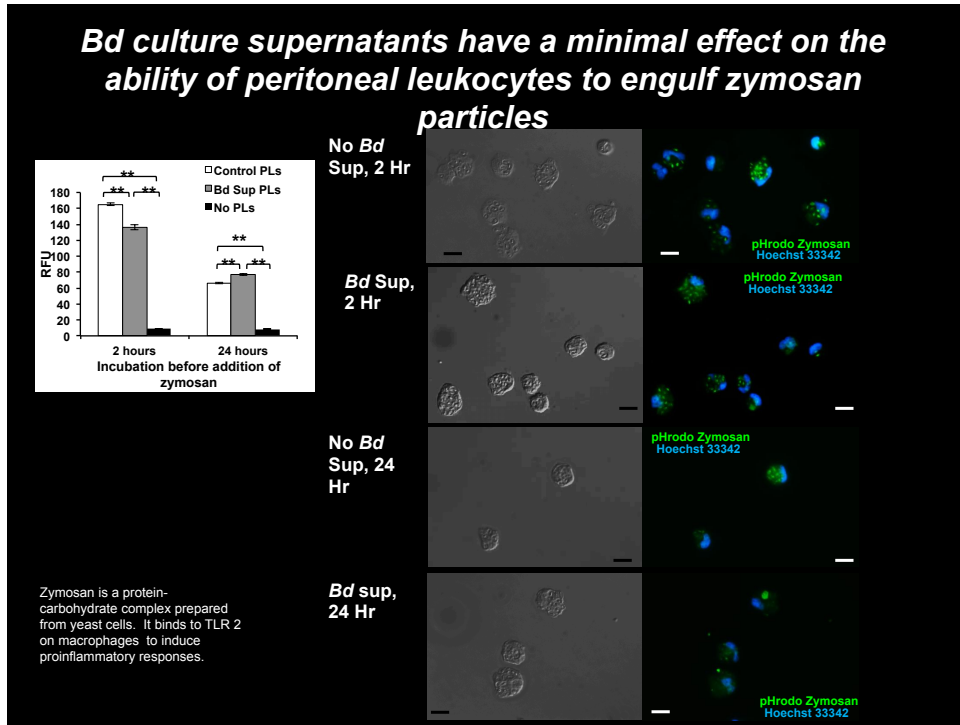 Bd culture supernatants have a minimal effect on the
ability of peritoneal leukocytes to engulf zymosan
particles
Control PLs
Bd Sup PLs
No PLs
**
**
**
**
**
**
RFU
180
160
140
120
100
80
60
40
20
0
2 hours
24 hours
Incubation before addition of
zymosan
No Bd
Sup, 2 Hr
pHrodo Zymosan
Hoechst 33342
Bd Sup,
2 Hr
pHrodo Zymosan
Hoechst 33342
No Bd
Sup, 24
Hr
pHrodo Zymosan
Hoechst 33342
Bd sup,
24 Hr
pHrodo Zymosan
Hoechst 33342
Zymosan is a protein-
carbohydrate complex prepared
from yeast cells.  It binds to TLR 2
on macrophages  to induce
proinflammatory responses.